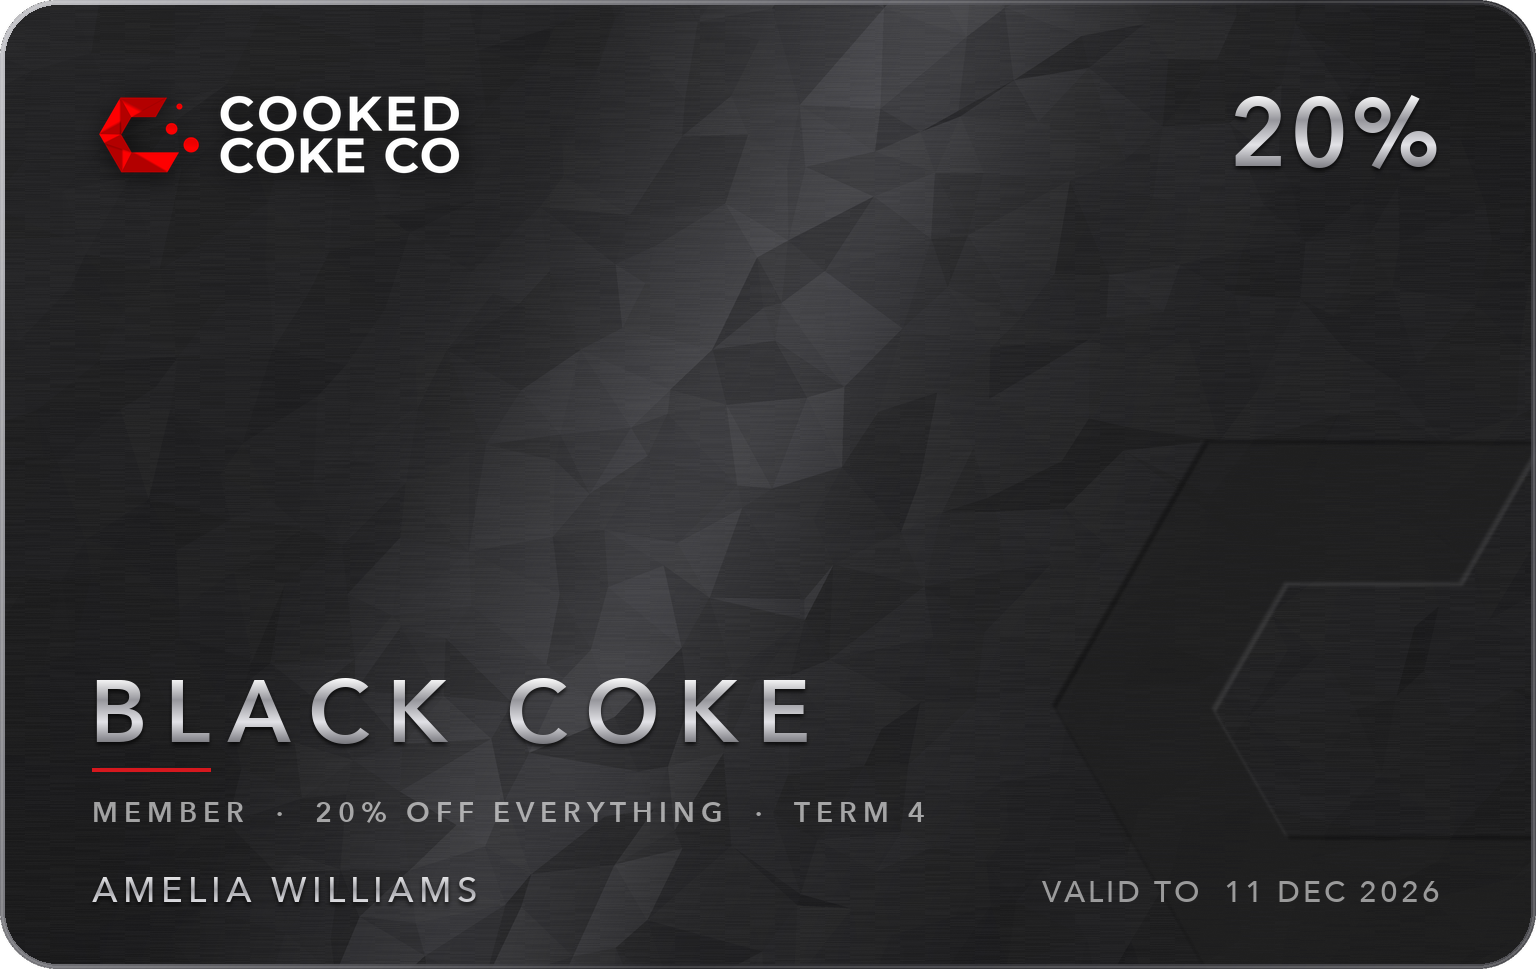 COOKED
COKE CO
20%
BLACK COKE
MEMBER · 20% OFF EVERYTHING · TERM 4
AMELIA WILLIAMS
VALID TO 11 DEC 2026